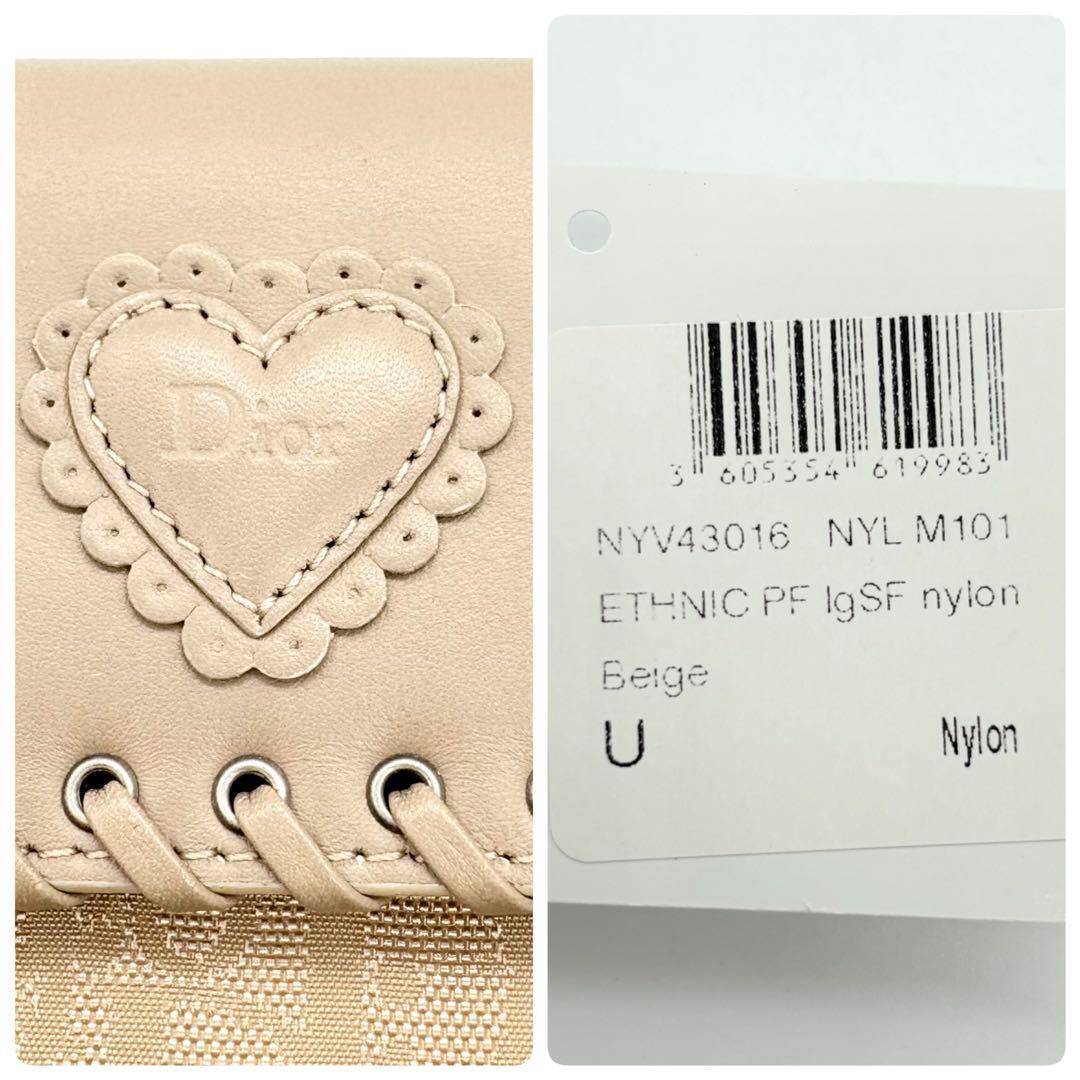 Dior
3 605354 619983
NYV43016 NYL M101
ETHNIC PF lgSF nylon
Beige
U Nylon